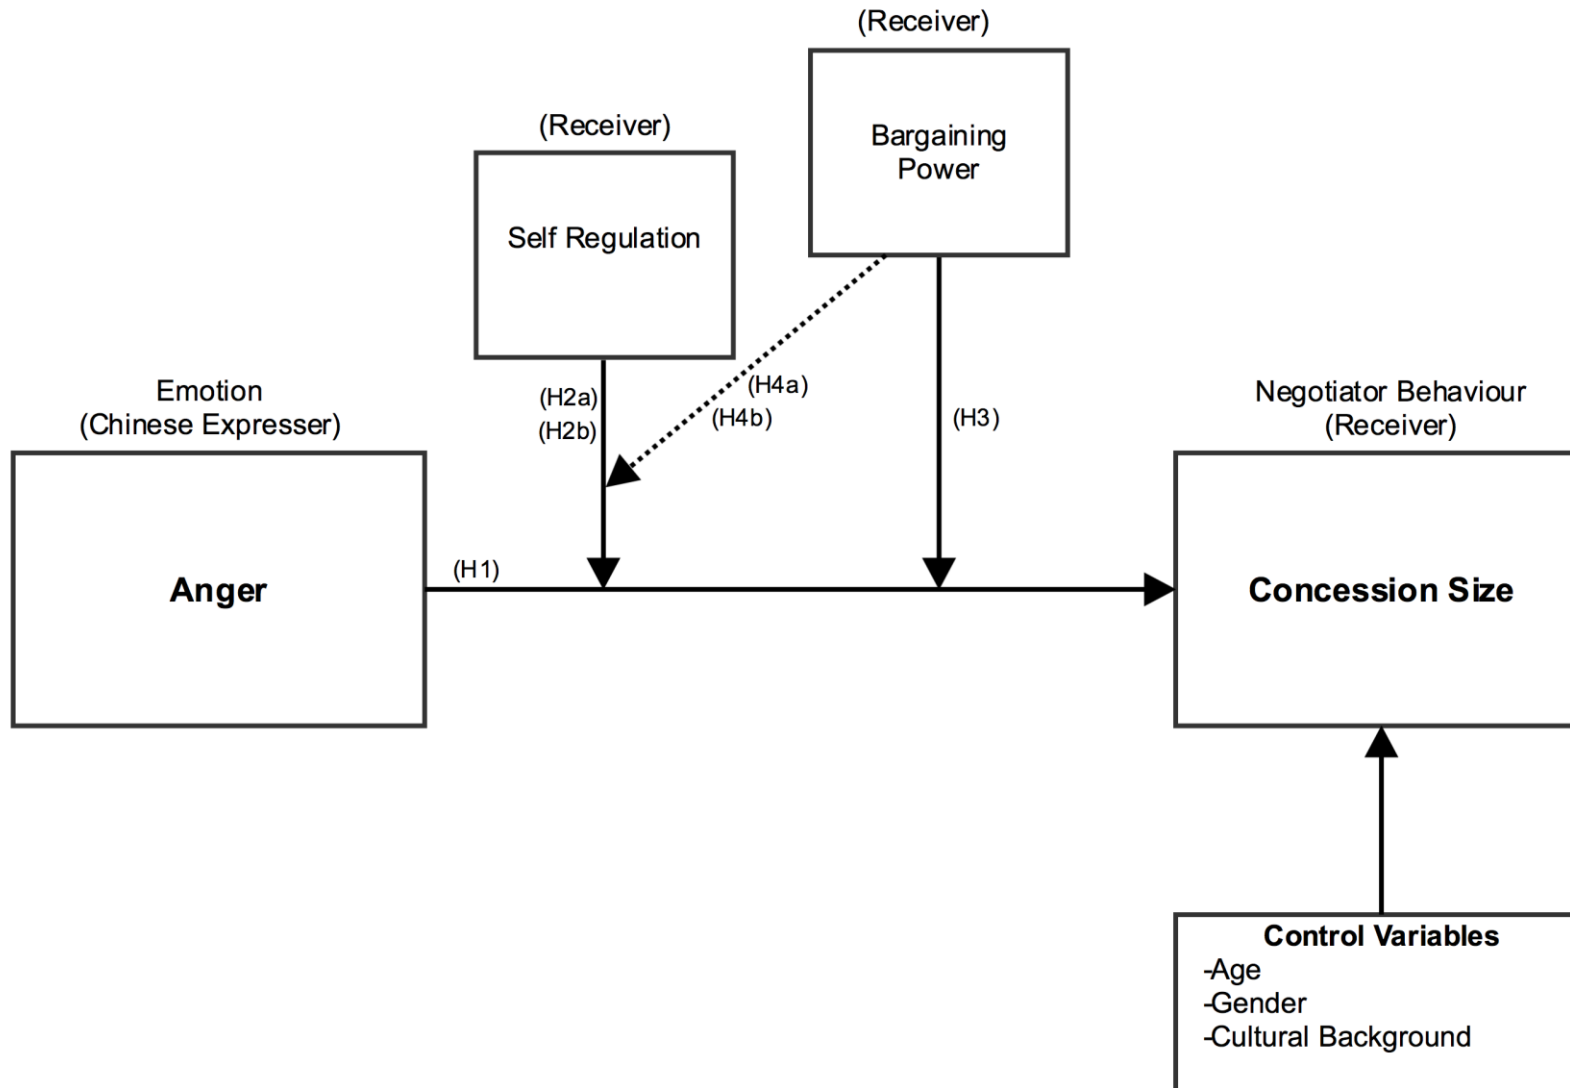 (Receiver)
Bargaining
Power
(Receiver)
Self Regulation
(H2a)
(H2b)
(H4a)
(H4b)
(H3)
Emotion
(Chinese Expresser)
Anger
(H1)
Negotiator Behaviour
(Receiver)
Concession Size
Control Variables
-Age
-Gender
-Cultural Background